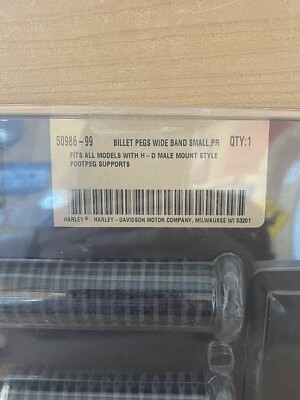 50986-99 BILLET PEGS WIDE BAND SMALL,PR QTY:1
FITS ALL MODELS WITH H-D MALE MOUNT STYLE
FOOTPEG SUPPORTS
HARLEY® HARLEY-DAVIDSON MOTOR COMPANY, MILWAUKEE WI 53201